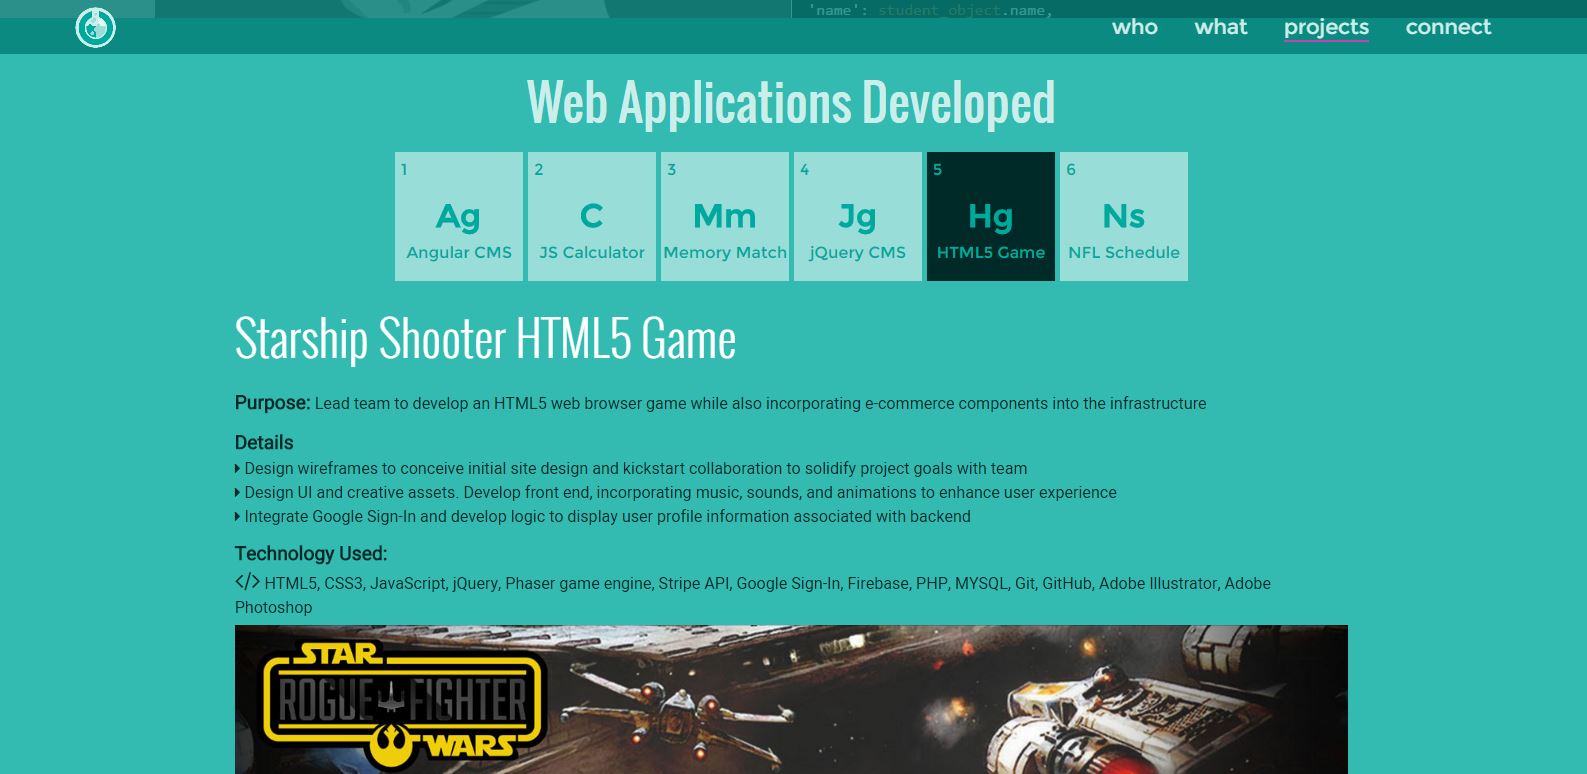 'name': student_object.name,
who what projects connect
Web Applications Developed
1
Ag
Angular CMS
2
C
JS Calculator
3
Mm
Memory Match
4
Jg
jQuery CMS
5
Hg
HTML5 Game
6
Ns
NFL Schedule
Starship Shooter HTML5 Game
Purpose: Lead team to develop an HTML5 web browser game while also incorporating e-commerce components into the infrastructure
Details
Design wireframes to conceive initial site design and kickstart collaboration to solidify project goals with team
Design UI and creative assets. Develop front end, incorporating music, sounds, and animations to enhance user experience
Integrate Google Sign-In and develop logic to display user profile information associated with backend
Technology Used:
</> HTML5, CSS3, JavaScript, jQuery, Phaser game engine, Stripe API, Google Sign-In, Firebase, PHP, MYSQL, Git, GitHub, Adobe Illustrator, Adobe
Photoshop
STAR
ROGUE FIGHTER
WARS